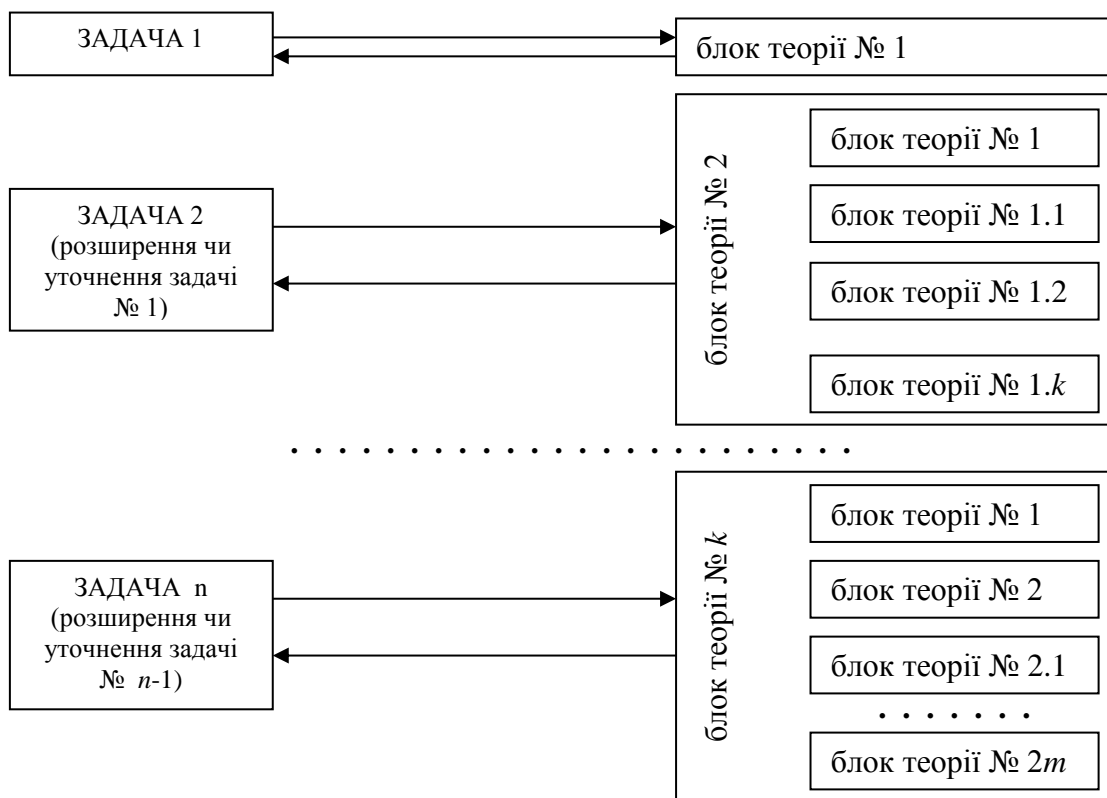 ЗАДАЧА 1
блок теорії № 1
ЗАДАЧА 2
(розширення чи
уточнення задачі
№ 1)
блок теорії № 2
блок теорії № 1
блок теорії № 1.1
блок теорії № 1.2
блок теорії № 1.k
. . . . . . . . . . . . . . . . . . . . . . . .
ЗАДАЧА n
(розширення чи
уточнення задачі
№ n-1)
блок теорії № k
блок теорії № 1
блок теорії № 2
блок теорії № 2.1
. . . . . . .
блок теорії № 2m